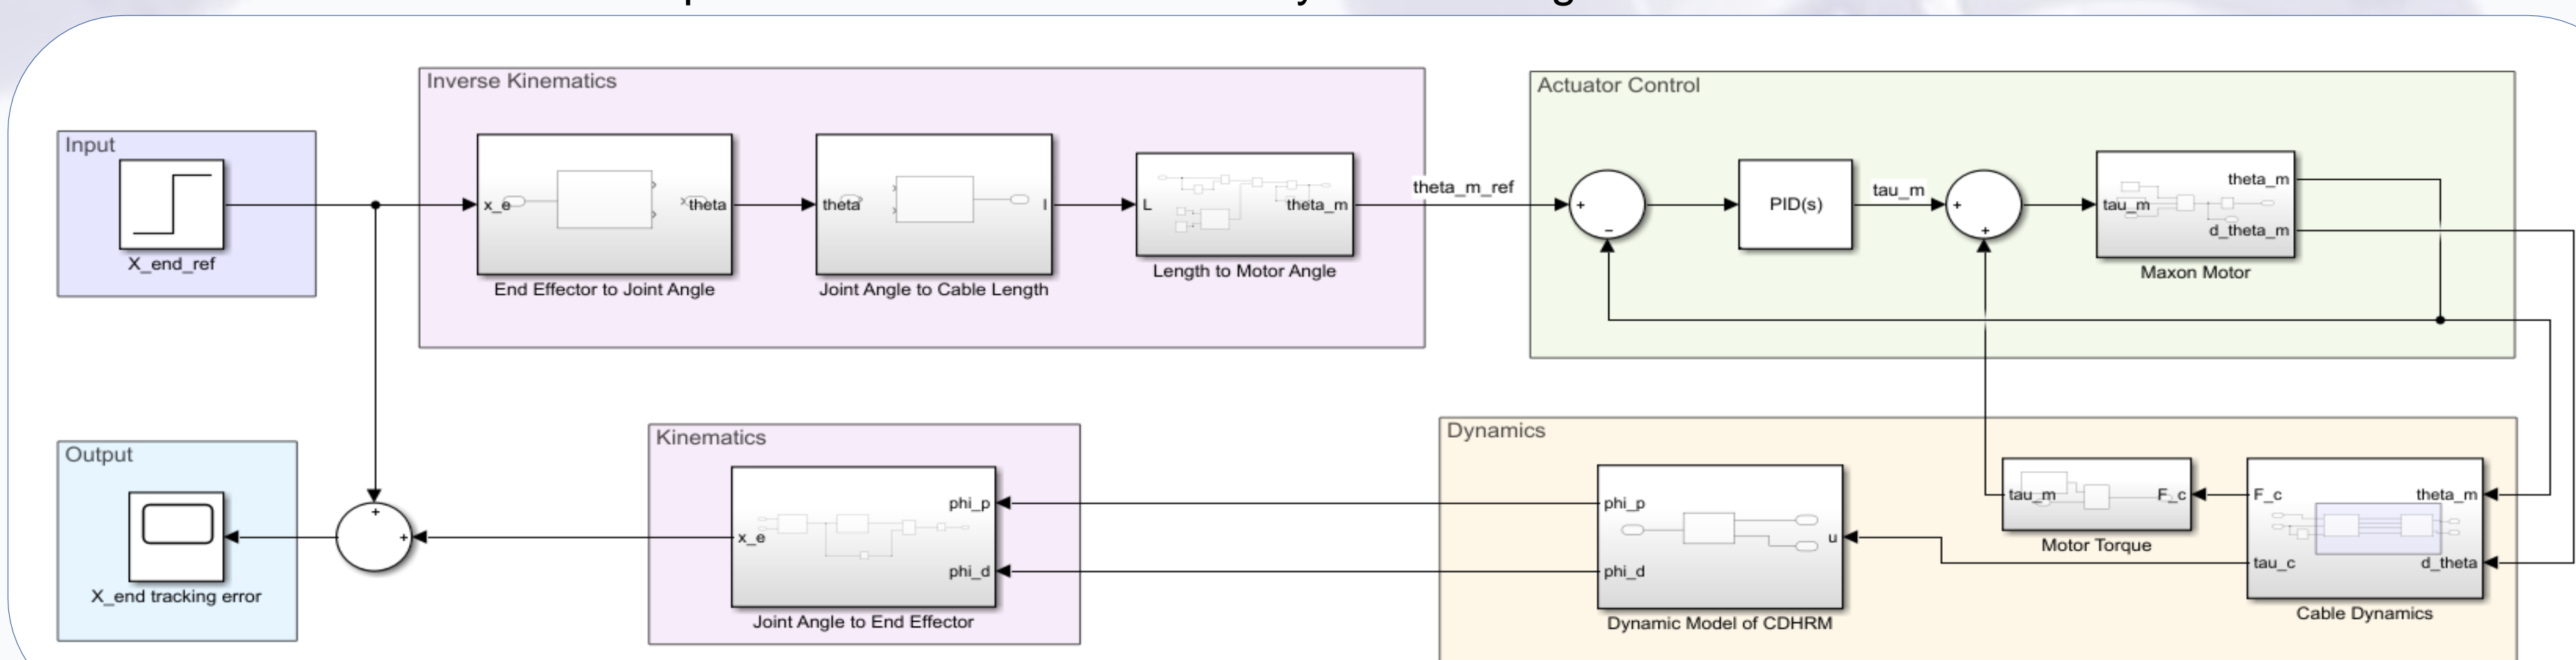 Inverse Kinematics
Actuator Control
Input
X_end_ref
x_e
theta
End Effector to Joint Angle
theta
l
Joint Angle to Cable Length
L
theta_m
Length to Motor Angle
theta_m_ref
+
−
PID(s)
tau_m
+
+
tau_m
theta_m
d_theta_m
Maxon Motor
Output
X_end tracking error
+
+
Kinematics
x_e
phi_p
phi_d
Joint Angle to End Effector
Dynamics
phi_p
phi_d
u
Dynamic Model of CDHRM
tau_m
F_c
Motor Torque
F_c
tau_c
theta_m
d_theta
Cable Dynamics